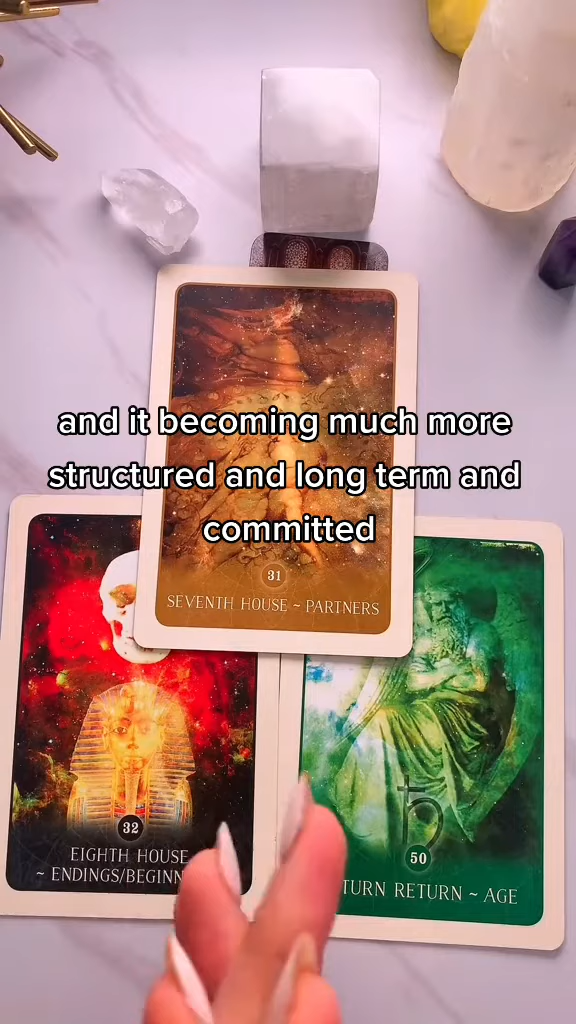 and it becoming much more
structured and long term and
committed
31
SEVENTH HOUSE ~ PARTNERS
32
EIGHTH HOUSE
~ ENDINGS/BEGINN
♄
50
TURN RETURN ~ AGE